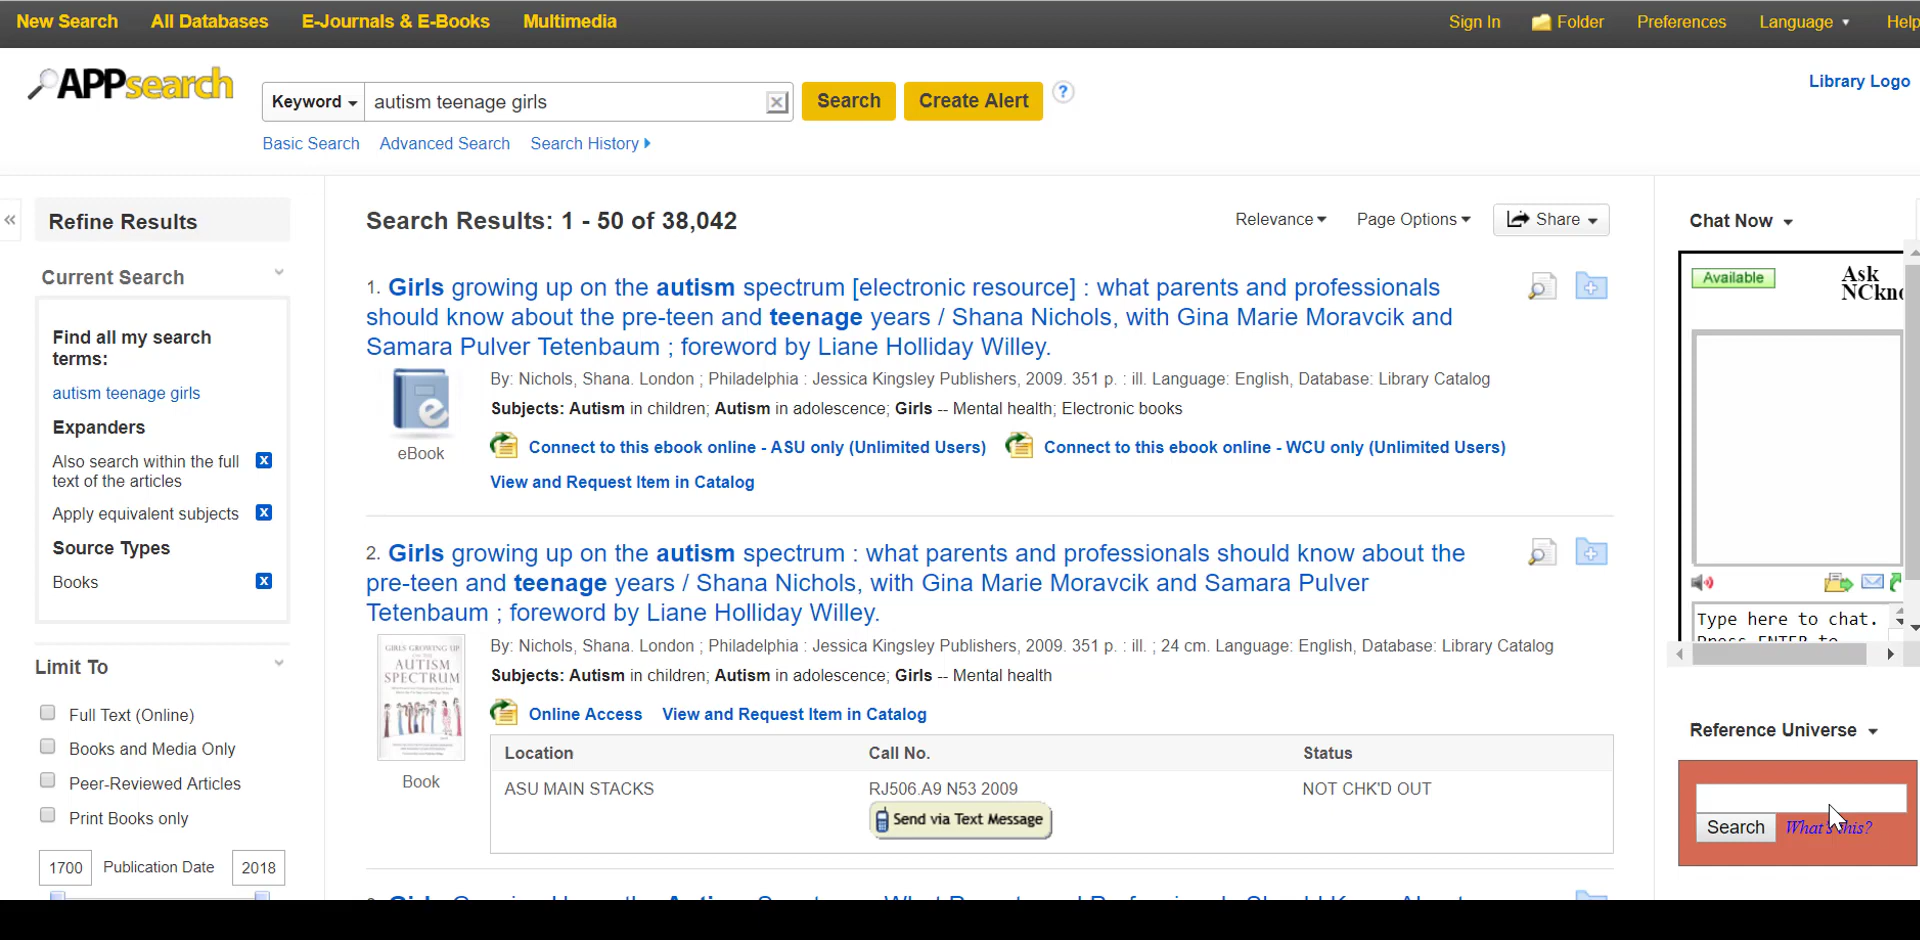 New Search All Databases E-Journals & E-Books Multimedia Sign In Folder Preferences Language Help
APPsearch
Keyword autism teenage girls Search Create Alert ?
Library Logo
Basic Search Advanced Search Search History
Refine Results
Current Search
Find all my search
terms:
autism teenage girls
Expanders
Also search within the full
text of the articles
Apply equivalent subjects
Source Types
Books
Limit To
Full Text (Online)
Books and Media Only
Peer-Reviewed Articles
Print Books only
1700 Publication Date 2018
Search Results: 1 - 50 of 38,042
Relevance Page Options Share
1. Girls growing up on the autism spectrum [electronic resource] : what parents and professionals
should know about the pre-teen and teenage years / Shana Nichols, with Gina Marie Moravcik and
Samara Pulver Tetenbaum ; foreword by Liane Holliday Willey.
eBook
By: Nichols, Shana. London ; Philadelphia : Jessica Kingsley Publishers, 2009. 351 p. : ill. Language: English, Database: Library Catalog
Subjects: Autism in children; Autism in adolescence; Girls -- Mental health; Electronic books
Connect to this ebook online - ASU only (Unlimited Users) Connect to this ebook online - WCU only (Unlimited Users)
View and Request Item in Catalog
2. Girls growing up on the autism spectrum : what parents and professionals should know about the
pre-teen and teenage years / Shana Nichols, with Gina Marie Moravcik and Samara Pulver
Tetenbaum ; foreword by Liane Holliday Willey.
GIRLS GROWING UP
ON THE
AUTISM
SPECTRUM
Book
By: Nichols, Shana. London ; Philadelphia : Jessica Kingsley Publishers, 2009. 351 p. : ill. ; 24 cm. Language: English, Database: Library Catalog
Subjects: Autism in children; Autism in adolescence; Girls -- Mental health
Online Access View and Request Item in Catalog
Location Call No. Status
ASU MAIN STACKS RJ506.A9 N53 2009 NOT CHK'D OUT
Send via Text Message
Chat Now
Available
Ask
NCkno
Type here to chat.
Press ENTER to
Reference Universe
Search What's this?